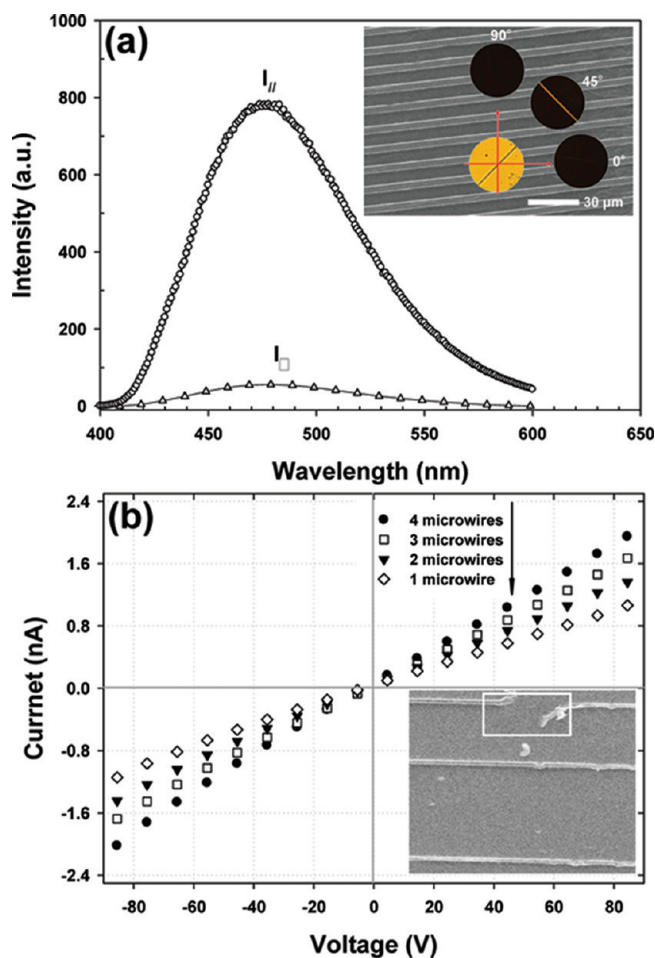 (a)
I//
90°
45°
0°
30 µm
I□
Intensity (a.u.)
1000
800
600
400
200
0
400
450
500
550
600
650
Wavelength (nm)
(b)
4 microwires
3 microwires
2 microwires
1 microwire
Currnet (nA)
2.4
1.6
0.8
0.0
-0.8
-1.6
-2.4
-80
-60
-40
-20
0
20
40
60
80
Voltage (V)